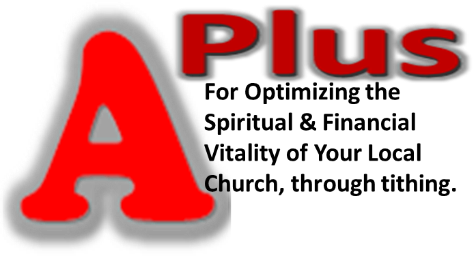 A Plus
For Optimizing the
Spiritual & Financial
Vitality of Your Local
Church, through tithing.